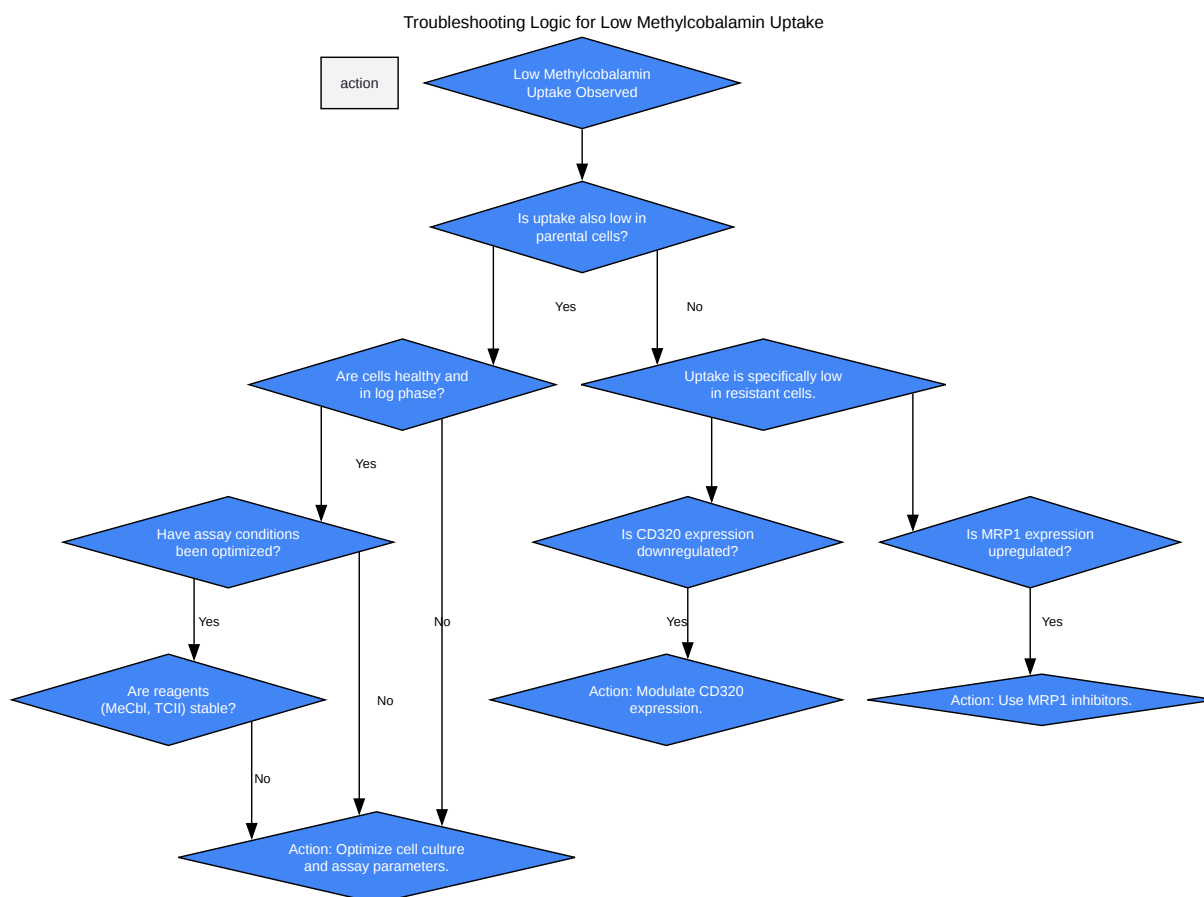 Troubleshooting Logic for Low Methylcobalamin Uptake
action
Low Methylcobalamin
Uptake Observed
Is uptake also low in
parental cells?
Yes
No
Are cells healthy and
in log phase?
Uptake is specifically low
in resistant cells.
Yes
Have assay conditions
been optimized?
Is CD320 expression
downregulated?
Is MRP1 expression
upregulated?
Yes
No
Yes
Yes
Are reagents
(MeCbl, TCII) stable?
No
Action: Modulate CD320
expression.
Action: Use MRP1 inhibitors.
No
Action: Optimize cell culture
and assay parameters.